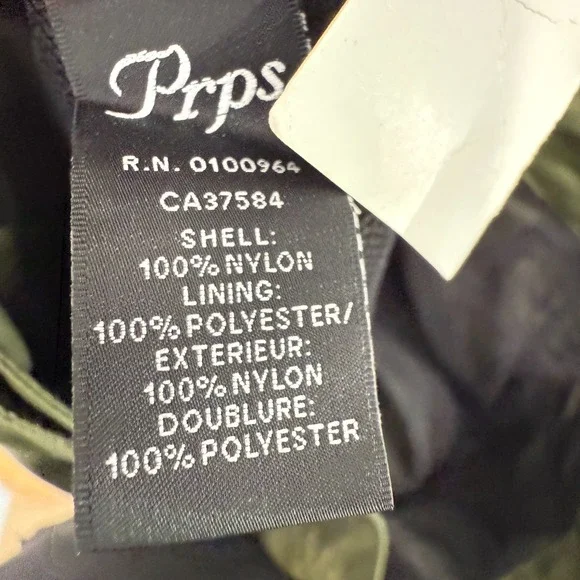 Prps
R.N. 0100964
CA37584
SHELL:
100% NYLON
LINING:
100% POLYESTER/
EXTERIEUR:
100% NYLON
DOUBLURE:
100% POLYESTER